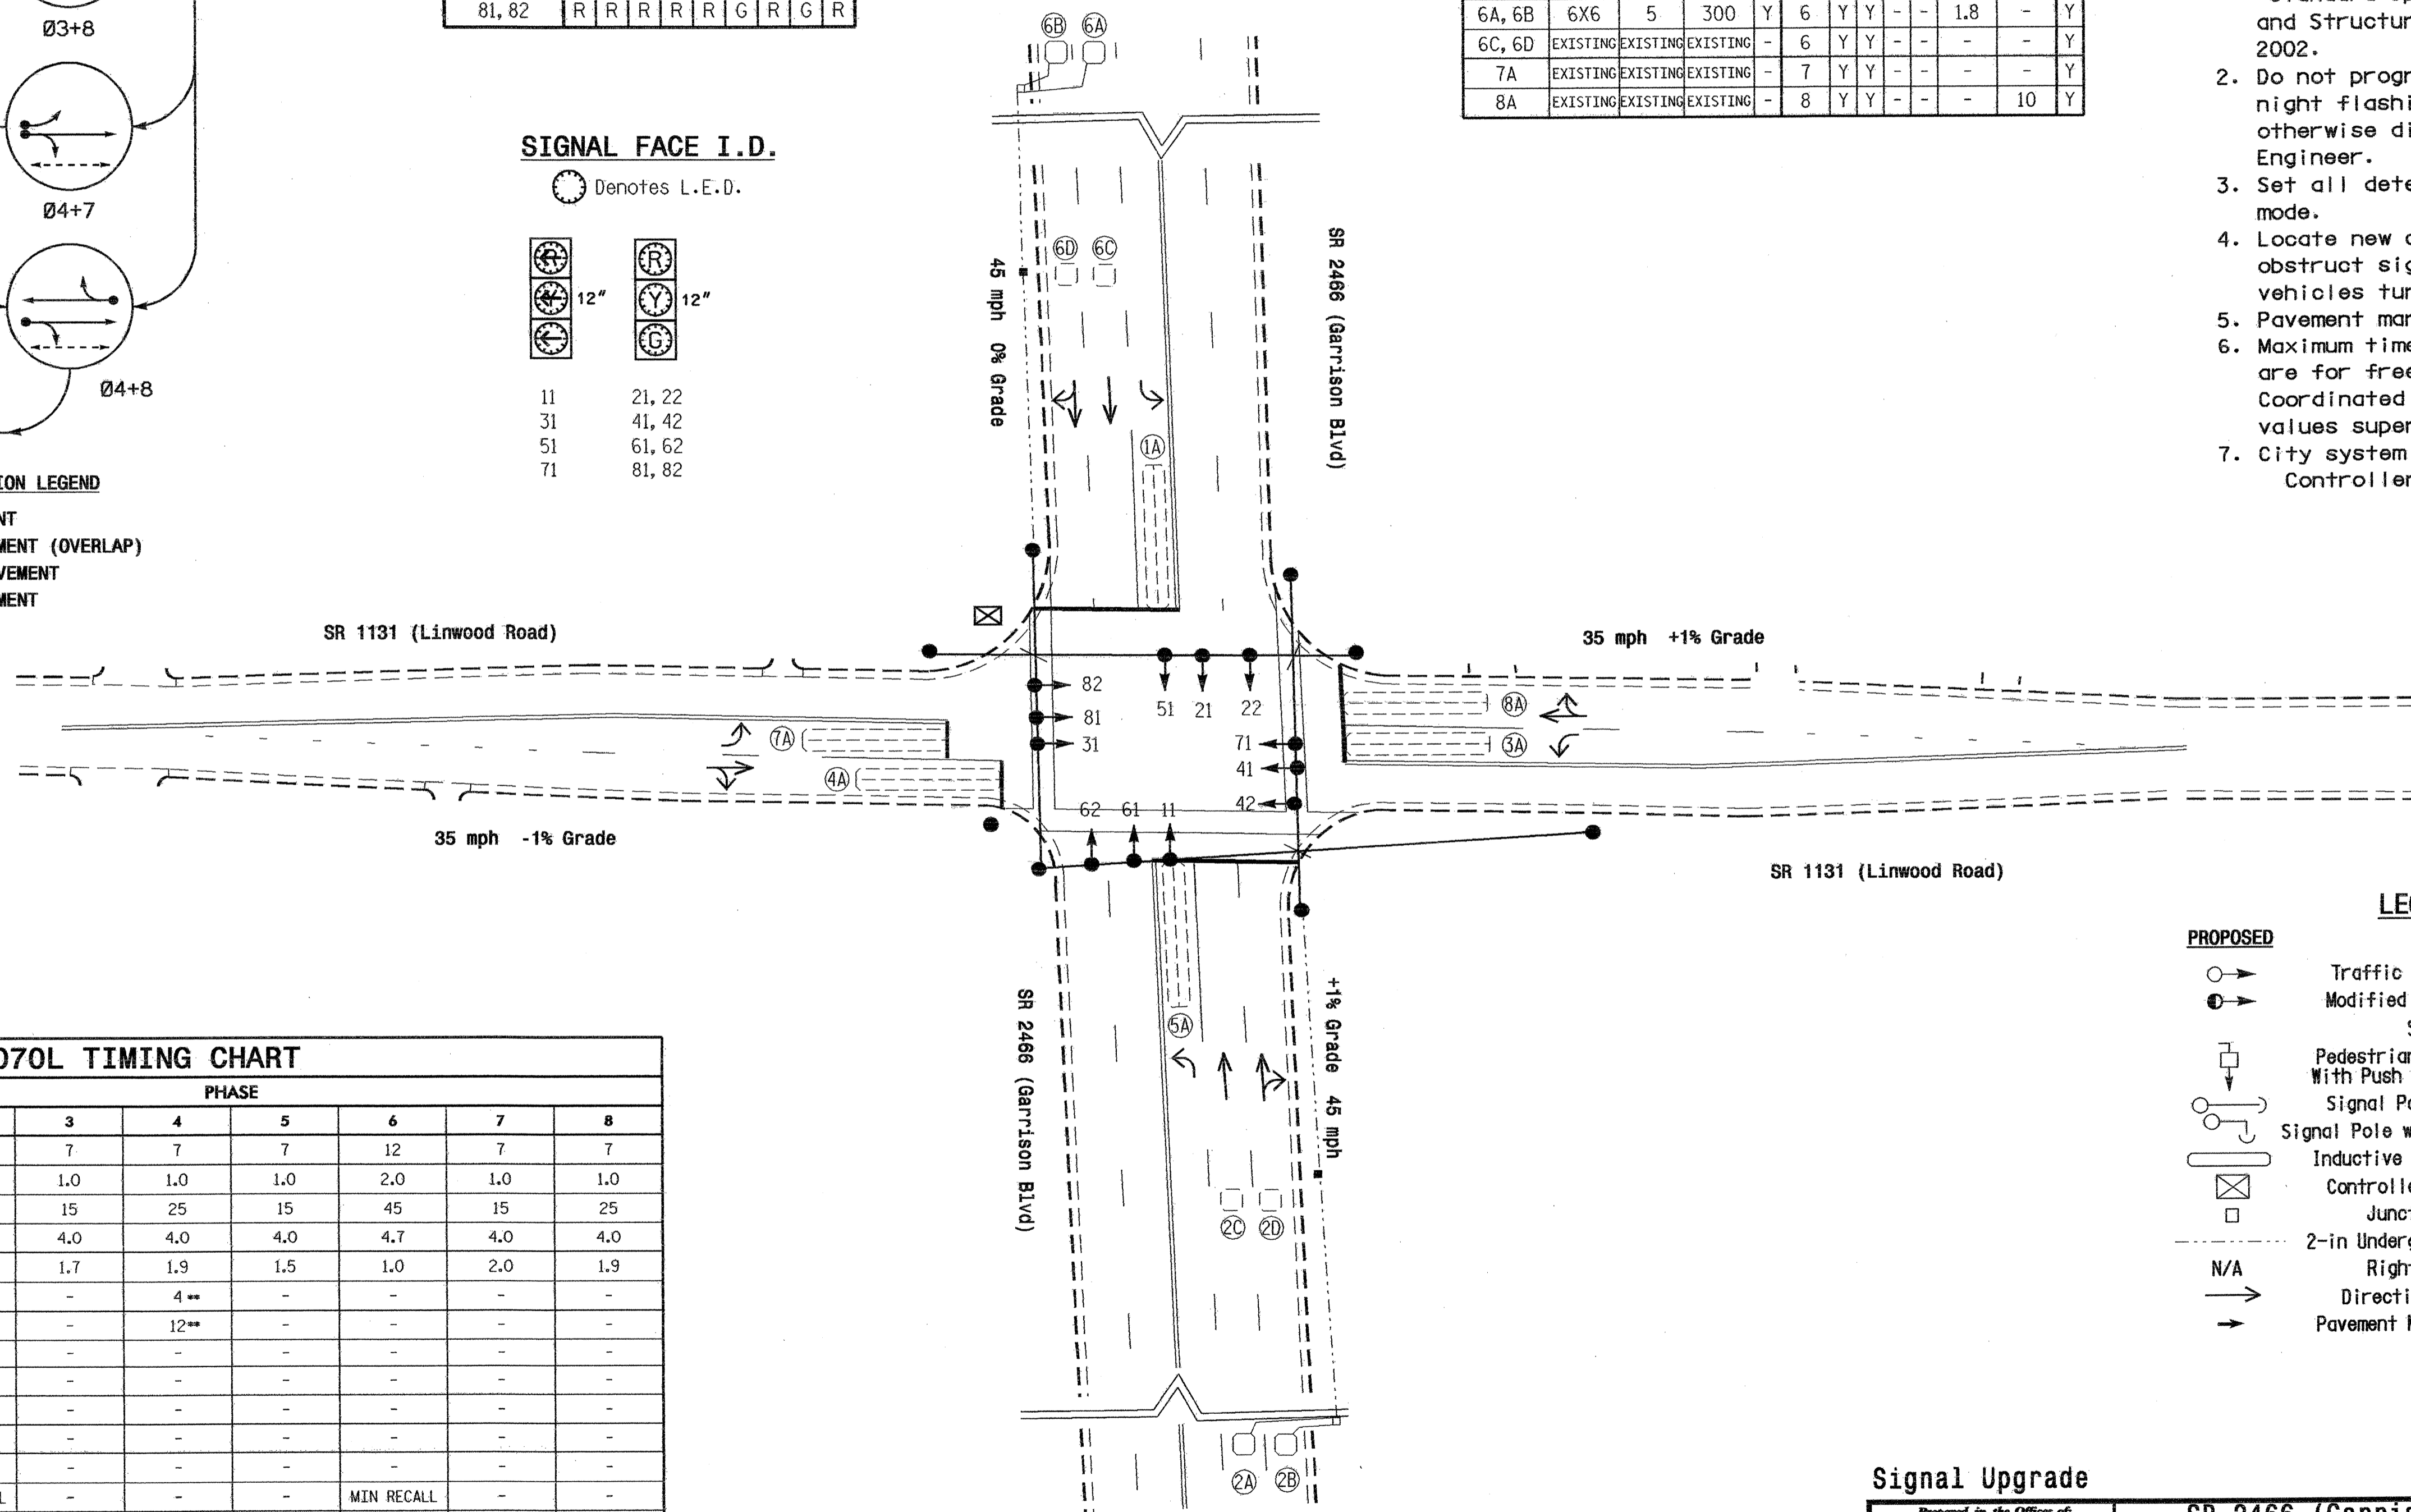 Ø3+8
Ø4+7
Ø4+8
ION LEGEND
NT
MENT (OVERLAP)
VEMENT
MENT
81, 82 R R R R R G R G R
SIGNAL FACE I.D.
Denotes L.E.D.
R R
Y 12" Y 12"
G
11 21, 22
31 41, 42
51 61, 62
71 81, 82
6A, 6B 6X6 5 300 Y 6 Y Y - - 1.8 - Y
6C, 6D EXISTING EXISTING EXISTING - 6 Y Y - - - - Y
7A EXISTING EXISTING EXISTING - 7 Y Y - - - - Y
8A EXISTING EXISTING EXISTING - 8 Y Y - - - 10 Y
and Structur
2002.
2. Do not progr
night flashi
otherwise di
Engineer.
3. Set all dete
mode.
4. Locate new c
obstruct sig
vehicles tur
5. Pavement mar
6. Maximum time
are for free
Coordinated
values super
7. City system
Controller
6B 6A
6D 6C
45 mph 0% Grade
SR 2466 (Garrison Blvd)
1A
SR 1131 (Linwood Road)
35 mph +1% Grade
82
81
31
51 21 22
71
41
42
62 61 11
7A
4A
8A
3A
35 mph -1% Grade
SR 1131 (Linwood Road)
5A
SR 2466 (Garrison Blvd)
+1% Grade 45 mph
2C 2D
2A 2B
070L TIMING CHART
PHASE
3 4 5 6 7 8
7 7 7 12 7 7
1.0 1.0 1.0 2.0 1.0 1.0
15 25 15 45 15 25
4.0 4.0 4.0 4.7 4.0 4.0
1.7 1.9 1.5 1.0 2.0 1.9
- 4** - - - -
- 12** - - - -
- - - - - -
- - - - - -
- - - - - -
- - - - - -
- - - - - -
L - - - MIN RECALL - -
LEG
PROPOSED
Traffic
Modified
S
Pedestrian
With Push
Signal Po
Signal Pole w
Inductive
Controlle
Junct
2-in Underg
N/A Right
Directi
Pavement M
Signal Upgrade
Prepared in the Office of:
SR 2466 (Garris